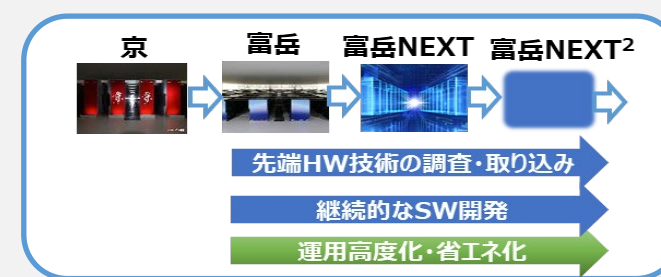 京
富岳
富岳NEXT
富岳NEXT²
先端HW技術の調査・取り込み
継続的なSW開発
運用高度化・省エネ化